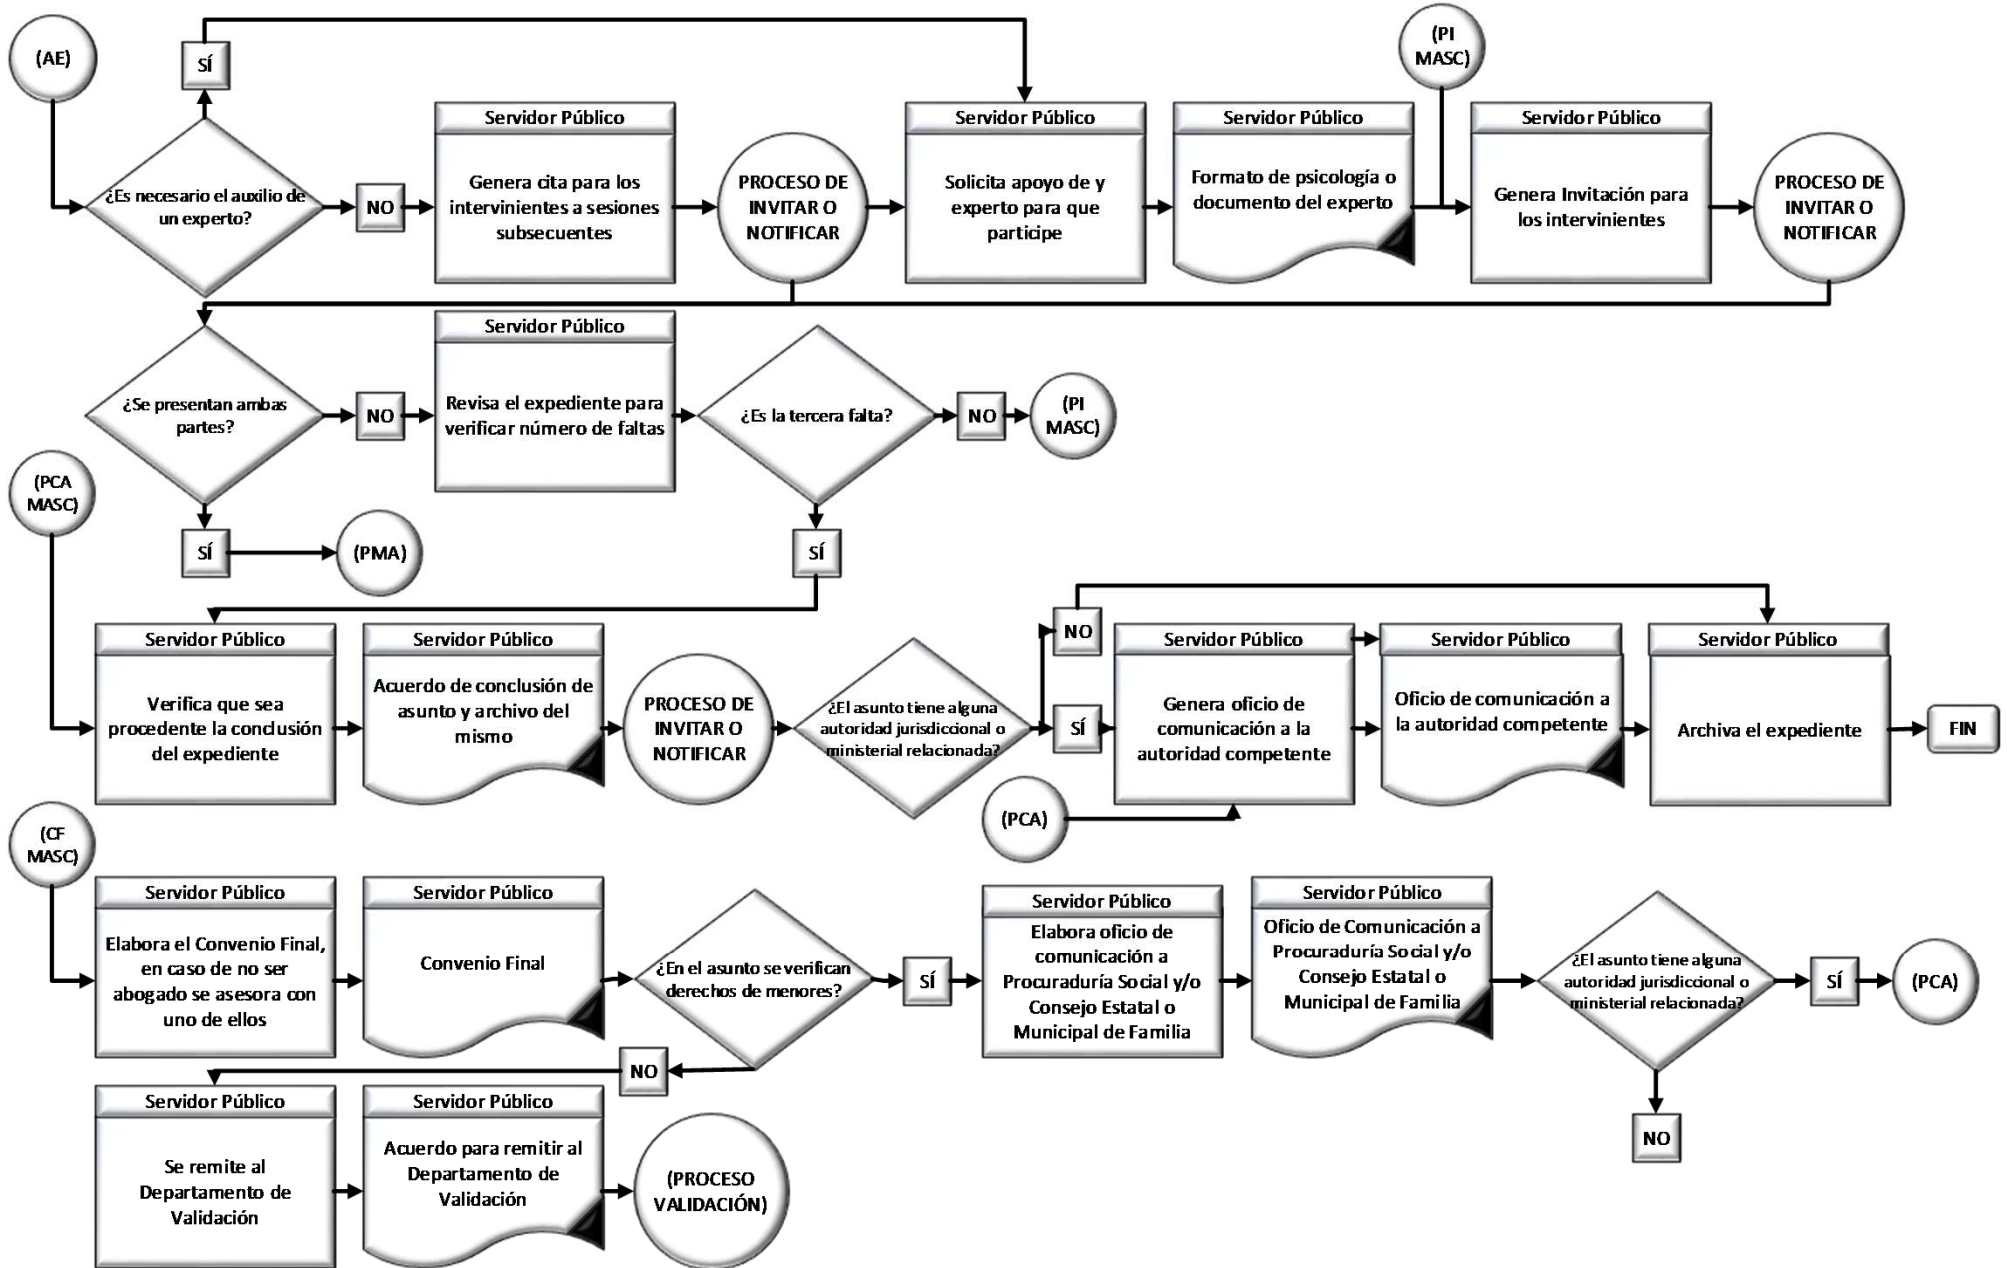 (AE)
SÍ
¿Es necesario el auxilio de
un experto?
NO
Servidor Público
Genera cita para los
intervinientes a sesiones
subsecuentes
PROCESO DE
INVITAR O
NOTIFICAR
Servidor Público
Solicita apoyo de y
experto para que
participe
Servidor Público
Formato de psicología o
documento del experto
(PI
MASC)
Servidor Público
Genera Invitación para
los intervinientes
PROCESO DE
INVITAR O
NOTIFICAR
¿Se presentan ambas
partes?
NO
Servidor Público
Revisa el expediente para
verificar número de faltas
¿Es la tercera falta?
NO
(PI
MASC)
SÍ
(PMA)
SÍ
(PCA
MASC)
Servidor Público
Verifica que sea
procedente la conclusión
del expediente
Servidor Público
Acuerdo de conclusión de
asunto y archivo del
mismo
PROCESO DE
INVITAR O
NOTIFICAR
¿El asunto tiene alguna
autoridad jurisdiccional o
ministerial relacionada?
NO
SÍ
Servidor Público
Genera oficio de
comunicación a la
autoridad competente
(PCA)
Servidor Público
Oficio de comunicación a
la autoridad competente
Servidor Público
Archiva el expediente
FIN
(CF
MASC)
Servidor Público
Elabora el Convenio Final,
en caso de no ser
abogado se asesora con
uno de ellos
Servidor Público
Convenio Final
¿En el asunto se verifican
derechos de menores?
SÍ
Servidor Público
Elabora oficio de
comunicación a
Procuraduría Social y/o
Consejo Estatal o
Municipal de Familia
Servidor Público
Oficio de Comunicación a
Procuraduría Social y/o
Consejo Estatal o
Municipal de Familia
¿El asunto tiene alguna
autoridad jurisdiccional o
ministerial relacionada?
SÍ
(PCA)
NO
NO
Servidor Público
Se remite al
Departamento de
Validación
Servidor Público
Acuerdo para remitir al
Departamento de
Validación
(PROCESO
VALIDACIÓN)